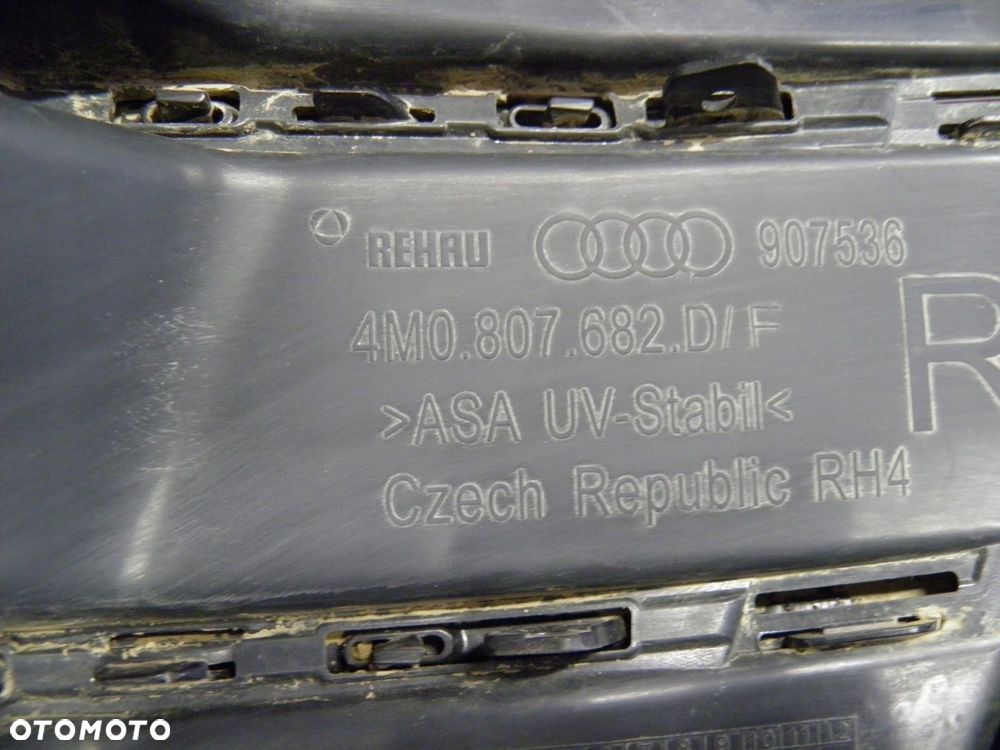 REHAU 907536
4M0.807.682.D/F
>ASA UV-Stabil<
Czech Republic RH4
R
OTOMOTO